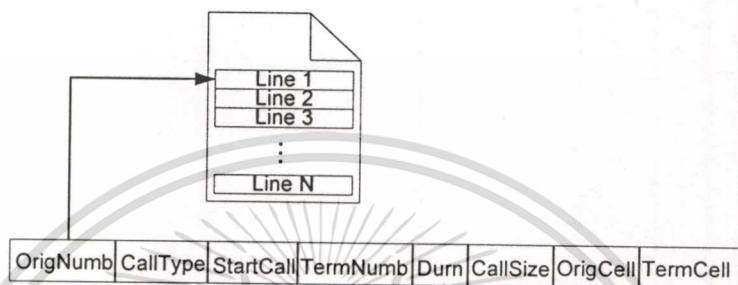 Line 1
Line 2
Line 3
Line N
OrigNumb CallType StartCall TermNumb Durn CallSize OrigCell TermCell